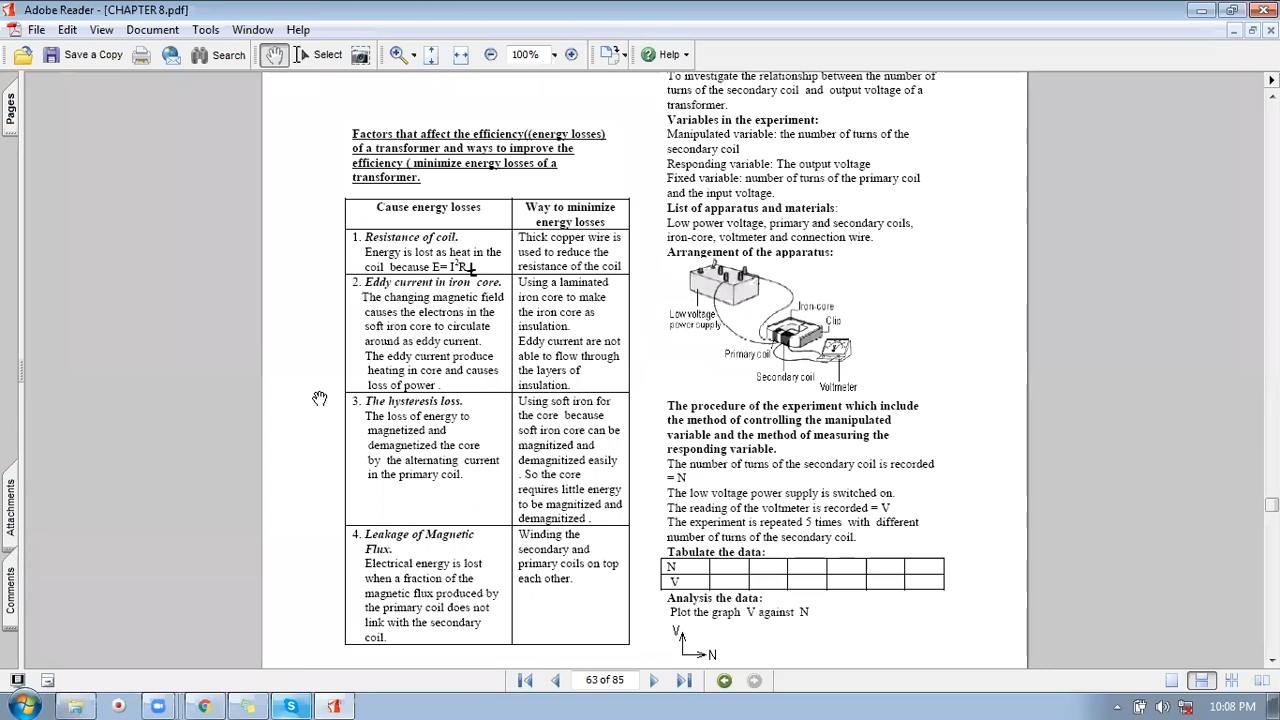 Adobe Reader - [CHAPTER 8.pdf]
File Edit View Document Tools Window Help
Save a Copy Search Select 100% Help
Pages
Attachments
Comments
Factors that affect the efficiency((energy losses)
of a transformer and ways to improve the
efficiency ( minimize energy losses of a
transformer.
Cause energy losses
Way to minimize
energy losses
1. Resistance of coil.
Energy is lost as heat in the
coil because E= I²R
Thick copper wire is
used to reduce the
resistance of the coil
2. Eddy current in iron core.
The changing magnetic field
causes the electrons in the
soft iron core to circulate
around as eddy current.
The eddy current produce
heating in core and causes
loss of power .
Using a laminated
iron core to make
the iron core as
insulation.
Eddy current are not
able to flow through
the layers of
insulation.
3. The hysteresis loss.
The loss of energy to
magnetized and
demagnetized the core
by the alternating current
in the primary coil.
Using soft iron for
the core because
soft iron core can be
magnitized and
demagnitized easily
. So the core
requires little energy
to be magnitized and
demagnitized .
4. Leakage of Magnetic
Flux.
Electrical energy is lost
when a fraction of the
magnetic flux produced by
the primary coil does not
link with the secondary
coil.
Winding the
secondary and
primary coils on top
each other.
To investigate the relationship between the number of
turns of the secondary coil and output voltage of a
transformer.
Variables in the experiment:
Manipulated variable: the number of turns of the
secondary coil
Responding variable: The output voltage
Fixed variable: number of turns of the primary coil
and the input voltage.
List of apparatus and materials:
Low power voltage, primary and secondary coils,
iron-core, voltmeter and connection wire.
Arrangement of the apparatus:
Low voltage
power supply
Iron-core
Clip
Primary coil
Secondary coil
Voltmeter
The procedure of the experiment which include
the method of controlling the manipulated
variable and the method of measuring the
responding variable.
The number of turns of the secondary coil is recorded
= N
The low voltage power supply is switched on.
The reading of the voltmeter is recorded = V
The experiment is repeated 5 times with different
number of turns of the secondary coil.
Tabulate the data:
N
V
Analysis the data:
Plot the graph V against N
V
N
63 of 85
10:08 PM